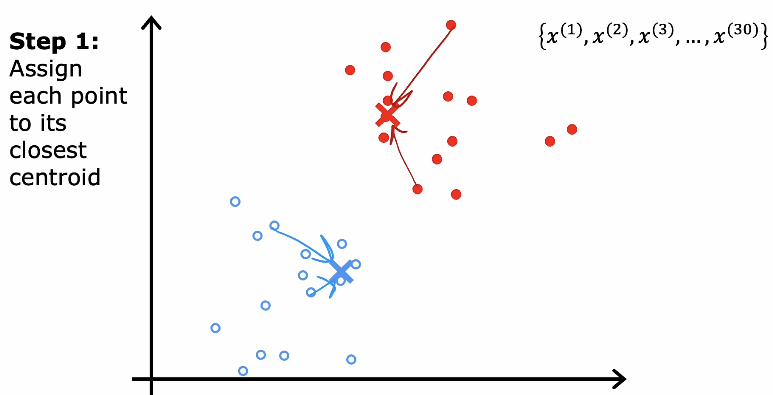 Step 1:
Assign
each point
to its
closest
centroid
{x^(1), x^(2), x^(3), …, x^(30)}